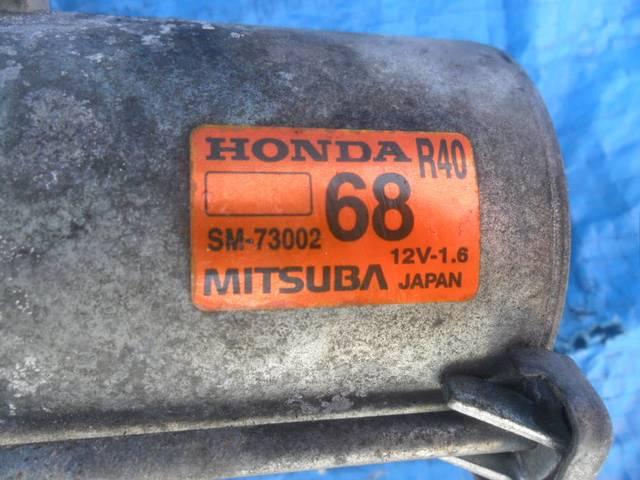 HONDA R40
68
SM-73002
12V-1.6
MITSUBA JAPAN